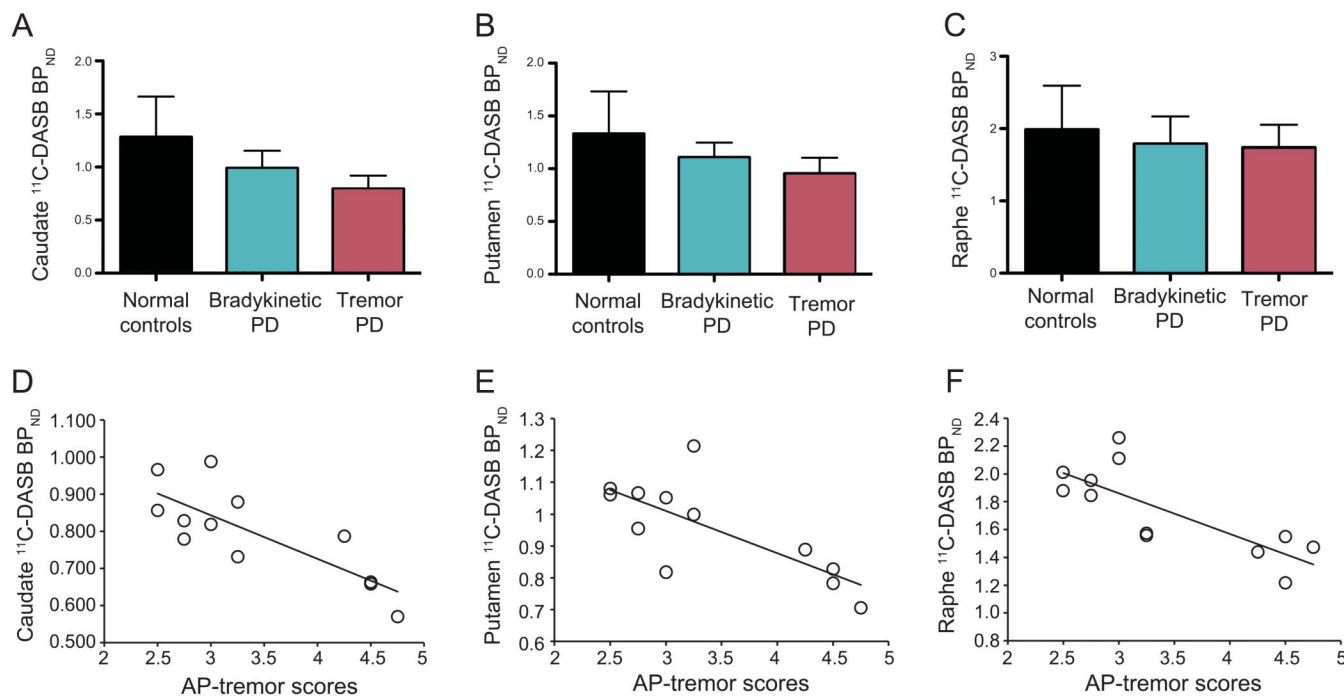 A
Caudate ¹¹C-DASB BP_ND
2.0
1.5
1.0
0.5
0.0
Normal controls
Bradykinetic PD
Tremor PD
B
Putamen ¹¹C-DASB BP_ND
2.0
1.5
1.0
0.5
0.0
Normal controls
Bradykinetic PD
Tremor PD
C
Raphe ¹¹C-DASB BP_ND
3
2
1
0
Normal controls
Bradykinetic PD
Tremor PD
D
Caudate ¹¹C-DASB BP_ND
1.100
1.000
0.900
0.800
0.700
0.600
0.500
2 2.5 3 3.5 4 4.5 5
AP-tremor scores
E
Putamen ¹¹C-DASB BP_ND
1.3
1.2
1.1
1
0.9
0.8
0.7
0.6
2 2.5 3 3.5 4 4.5 5
AP-tremor scores
F
Raphe ¹¹C-DASB BP_ND
2.4
2.2
2.0
1.8
1.6
1.4
1.2
1.0
0.8
2 2.5 3 3.5 4 4.5 5
AP-tremor scores